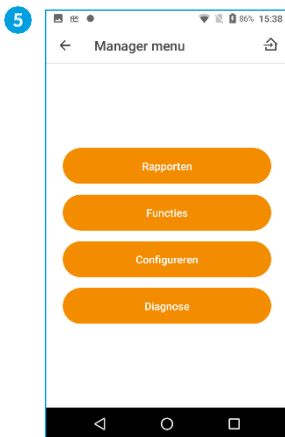 5
86% 15:38
Manager menu
Rapporten
Functies
Configureren
Diagnose